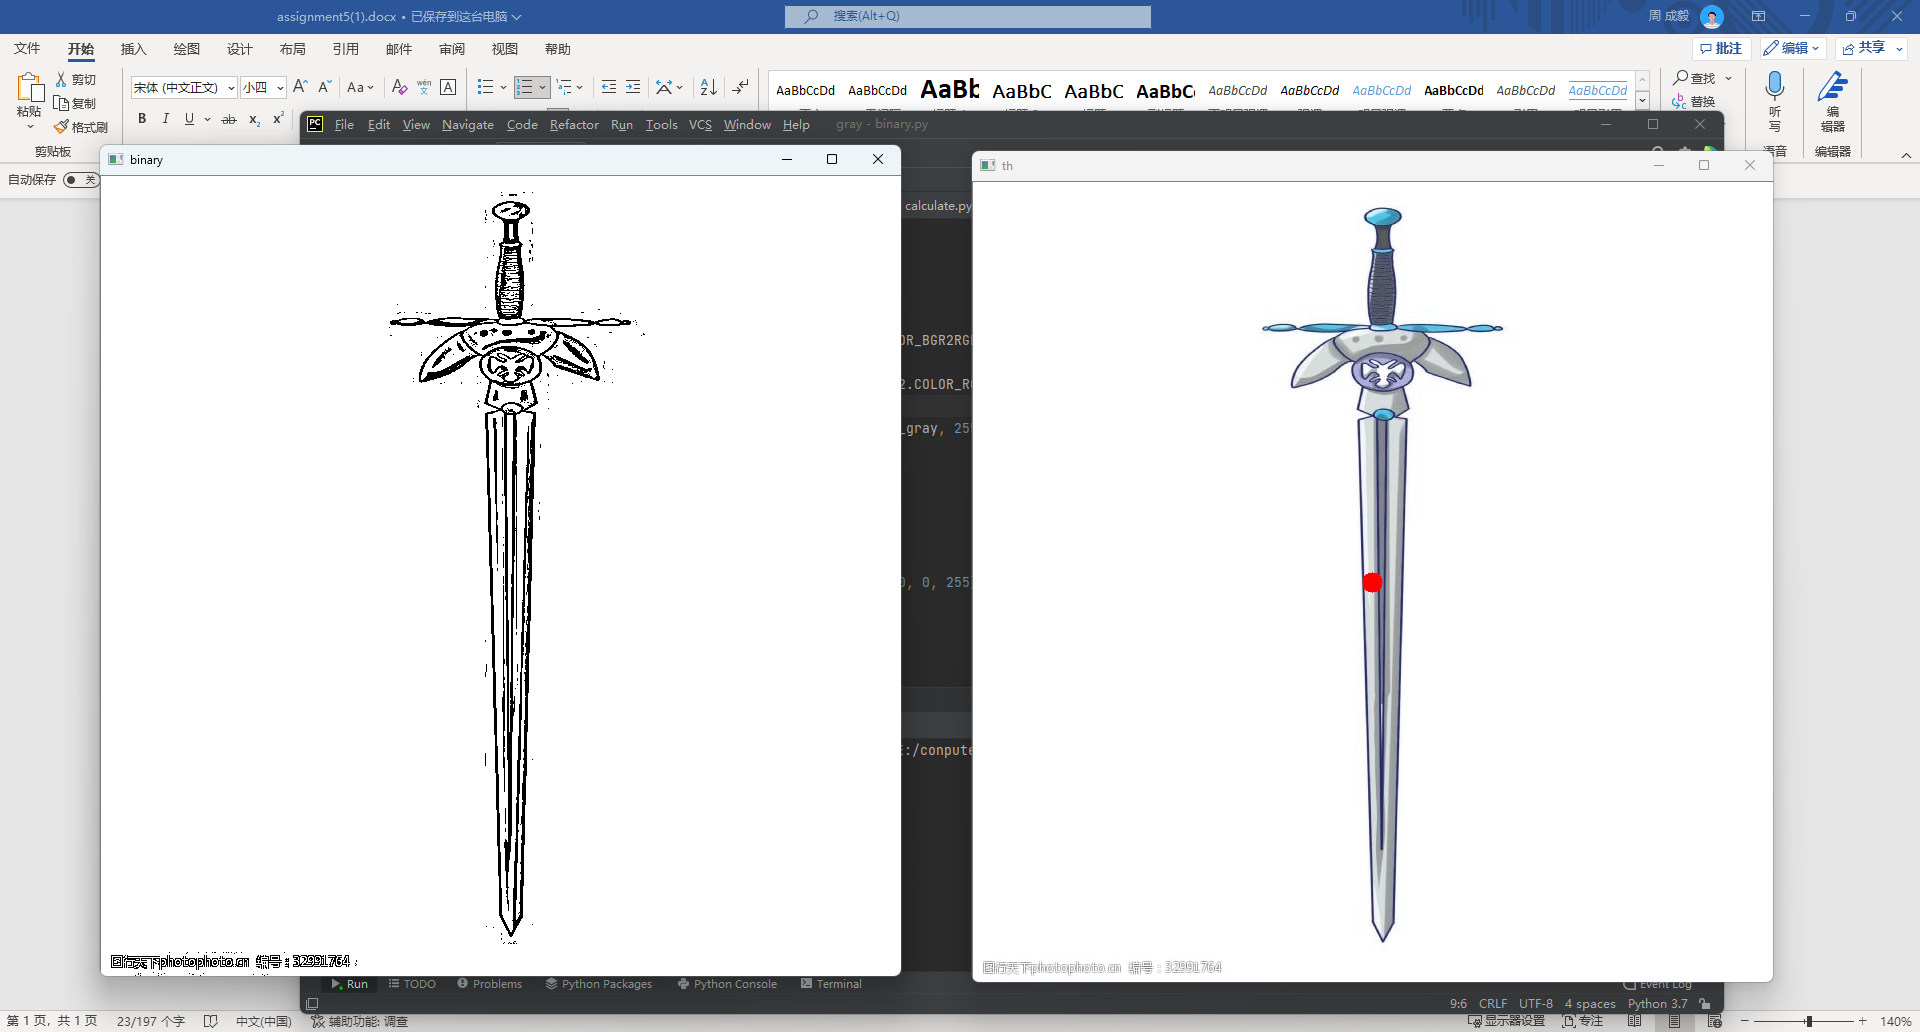 assignment5(1).docx • 已保存到这台电脑
搜索(Alt+Q)
周 成毅
文件 开始 插入 绘图 设计 布局 引用 邮件 审阅 视图 帮助
批注 编辑 共享
粘贴 剪切 复制 格式刷
剪贴板
宋体 (中文正文) 小四
AaBbCcDd AaBbCcDd AaBb AaBbC AaBbC AaBbC AaBbCcDd AaBbCcDd AaBbCcDd AaBbCcDd AaBbCcDd AaBbCcDd
查找
替换
听写
语音
编辑器
编辑器
自动保存 关
File Edit View Navigate Code Refactor Run Tools VCS Window Help gray - binary.py
binary
th
calculate.py
OR_BGR2RG
2.COLOR_R
_gray, 25
0, 0, 255
E:/conpute
图行天下photophoto.cn 编号：32991764
图行天下photophoto.cn 编号：32991764
Run TODO Problems Python Packages Python Console Terminal Event Log
9:6 CRLF UTF-8 4 spaces Python 3.7
第 1 页，共 1 页 23/197 个字 中文(中国) 辅助功能: 调查 显示器设置 专注 140%